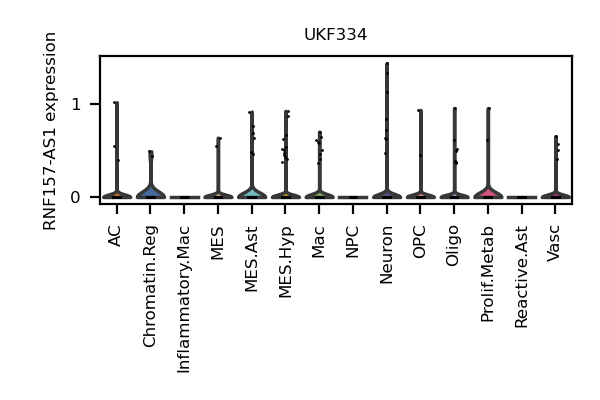 UKF334
RNF157-AS1 expression
1
0
AC
Chromatin.Reg
Inflammatory.Mac
MES
MES.Ast
MES.Hyp
Mac
NPC
Neuron
OPC
Oligo
Prolif.Metab
Reactive.Ast
Vasc